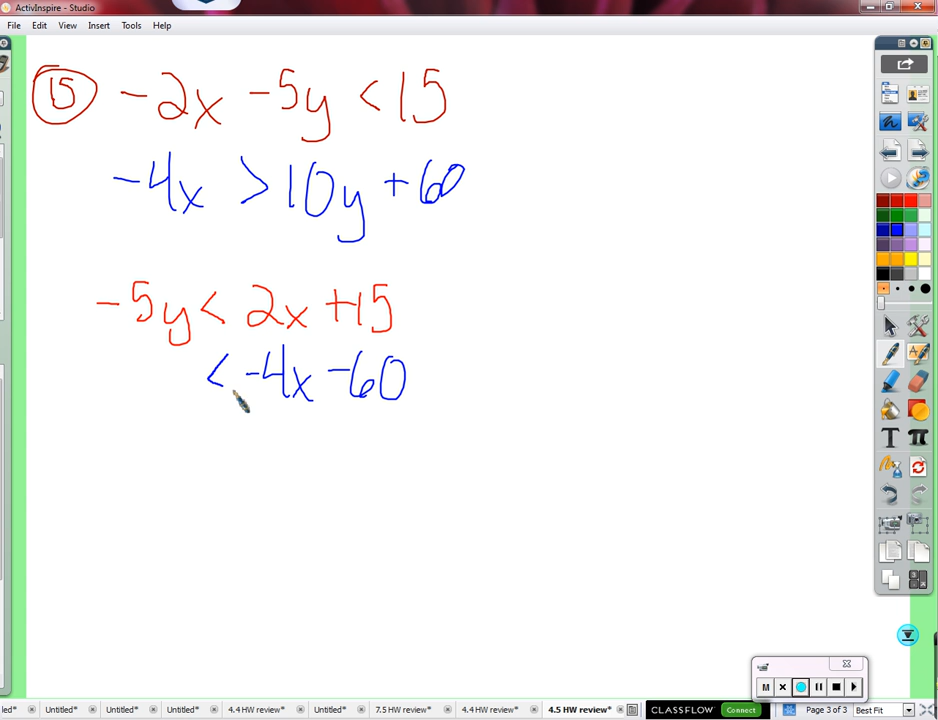 ActivInspire - Studio
File Edit View Insert Tools Help
15 -2x -5y < 15
-4x > 10y + 60
-5y < 2x + 15
< -4x - 60
T π
M
led* Untitled* Untitled* Untitled* 4.4 HW review* 7.5 HW review* 4.4 HW review* Untitled* 4.5 HW review* CLASSFLOW Connect Page 3 of 3 Best Fit